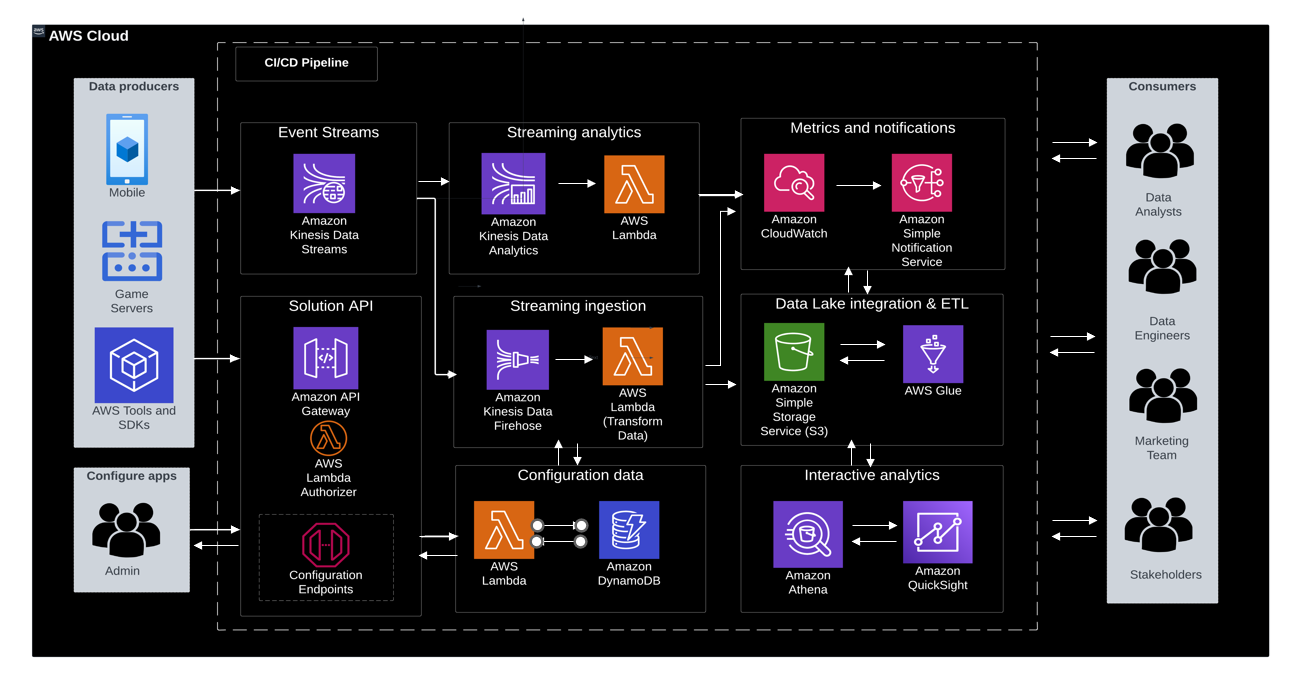 aws
AWS Cloud
CI/CD Pipeline
Data producers
Mobile
Game
Servers
AWS Tools and
SDKs
Configure apps
Admin
Event Streams
Amazon
Kinesis Data
Streams
Solution API
Amazon API
Gateway
AWS
Lambda
Authorizer
Configuration
Endpoints
Streaming analytics
Amazon
Kinesis Data
Analytics
AWS
Lambda
Streaming ingestion
Amazon
Kinesis Data
Firehose
AWS
Lambda
(Transform
Data)
Configuration data
AWS
Lambda
Amazon
DynamoDB
Metrics and notifications
Amazon
CloudWatch
Amazon
Simple
Notification
Service
Data Lake integration & ETL
Amazon
Simple
Storage
Service (S3)
AWS Glue
Interactive analytics
Amazon
Athena
Amazon
QuickSight
Consumers
Data
Analysts
Data
Engineers
Marketing
Team
Stakeholders